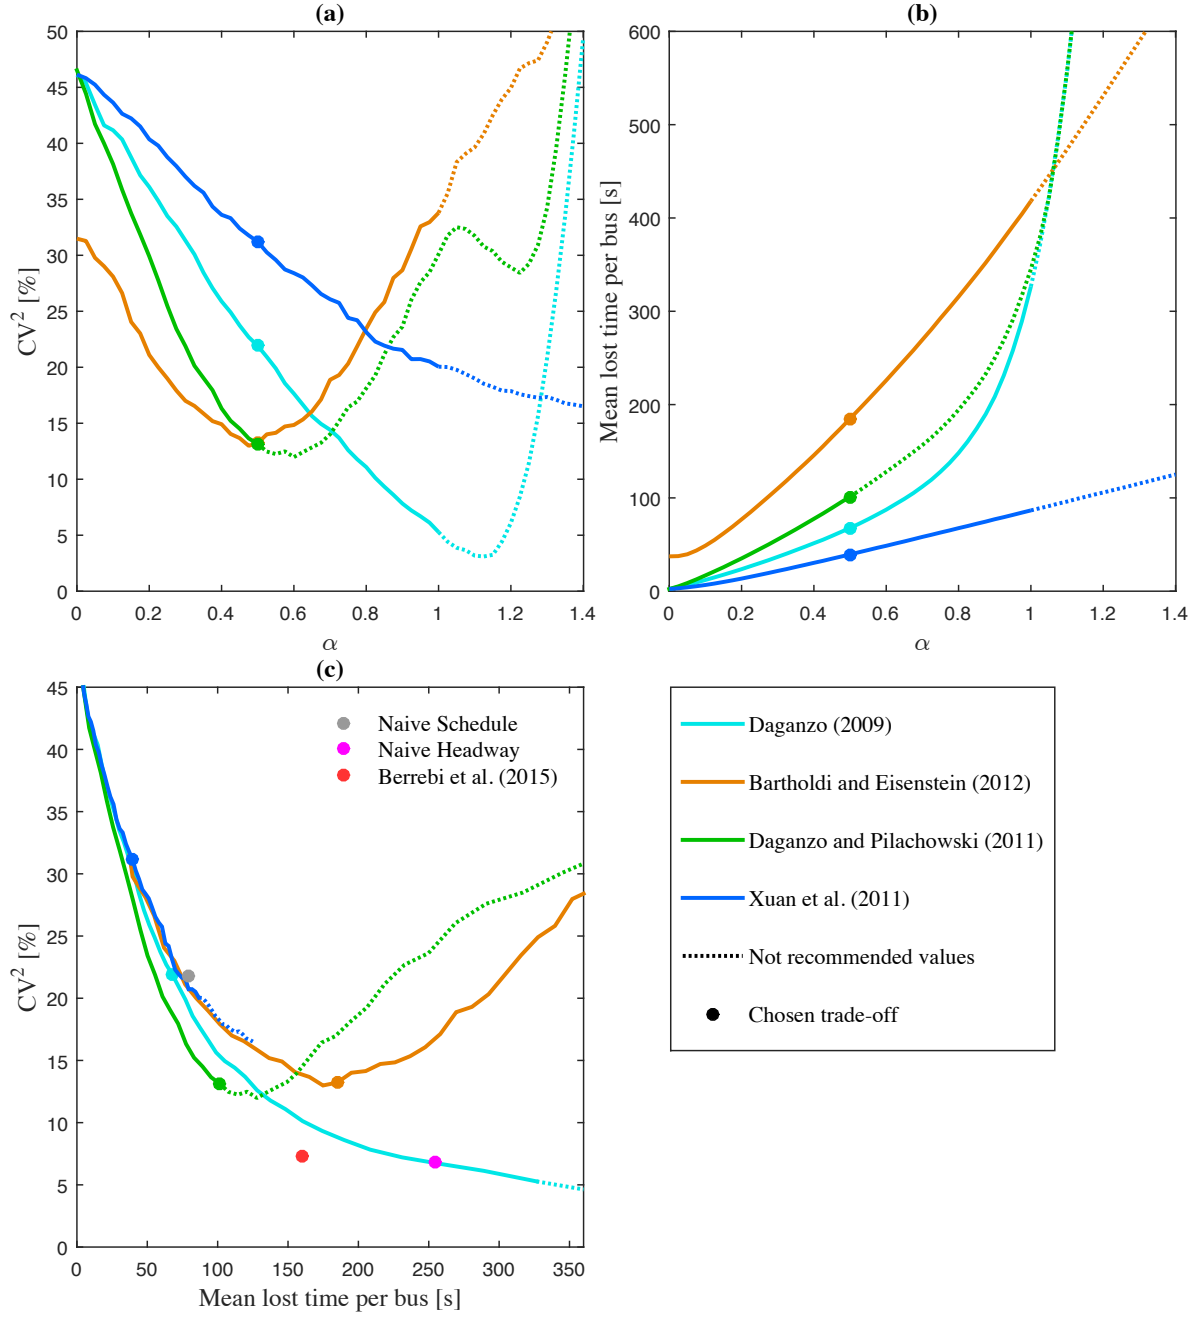 (a)
50
45
40
35
30
25
20
15
10
5
0
CV² [%]
0 0.2 0.4 0.6 0.8 1 1.2 1.4
α
(b)
600
500
400
300
200
100
0
Mean lost time per bus [s]
0 0.2 0.4 0.6 0.8 1 1.2 1.4
α
(c)
45
40
35
30
25
20
15
10
5
0
CV² [%]
Naive Schedule
Naive Headway
Berrebi et al. (2015)
0 50 100 150 200 250 300 350
Mean lost time per bus [s]
Daganzo (2009)
Bartholdi and Eisenstein (2012)
Daganzo and Pilachowski (2011)
Xuan et al. (2011)
Not recommended values
Chosen trade-off